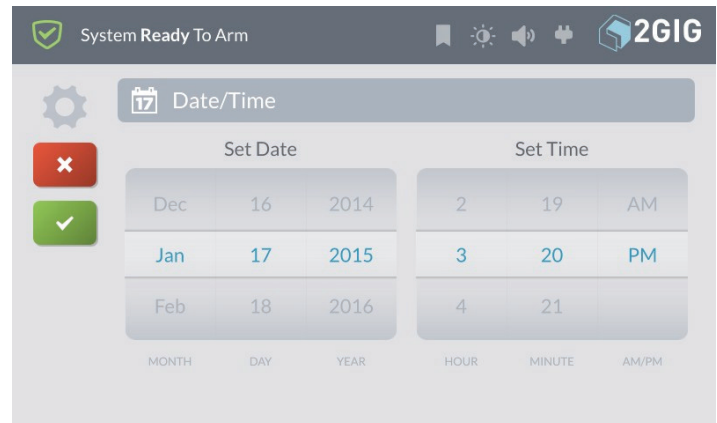 System Ready To Arm
2GIG
17 Date/Time
Set Date Set Time
Dec 16 2014 2 19 AM
Jan 17 2015 3 20 PM
Feb 18 2016 4 21
MONTH DAY YEAR HOUR MINUTE AM/PM